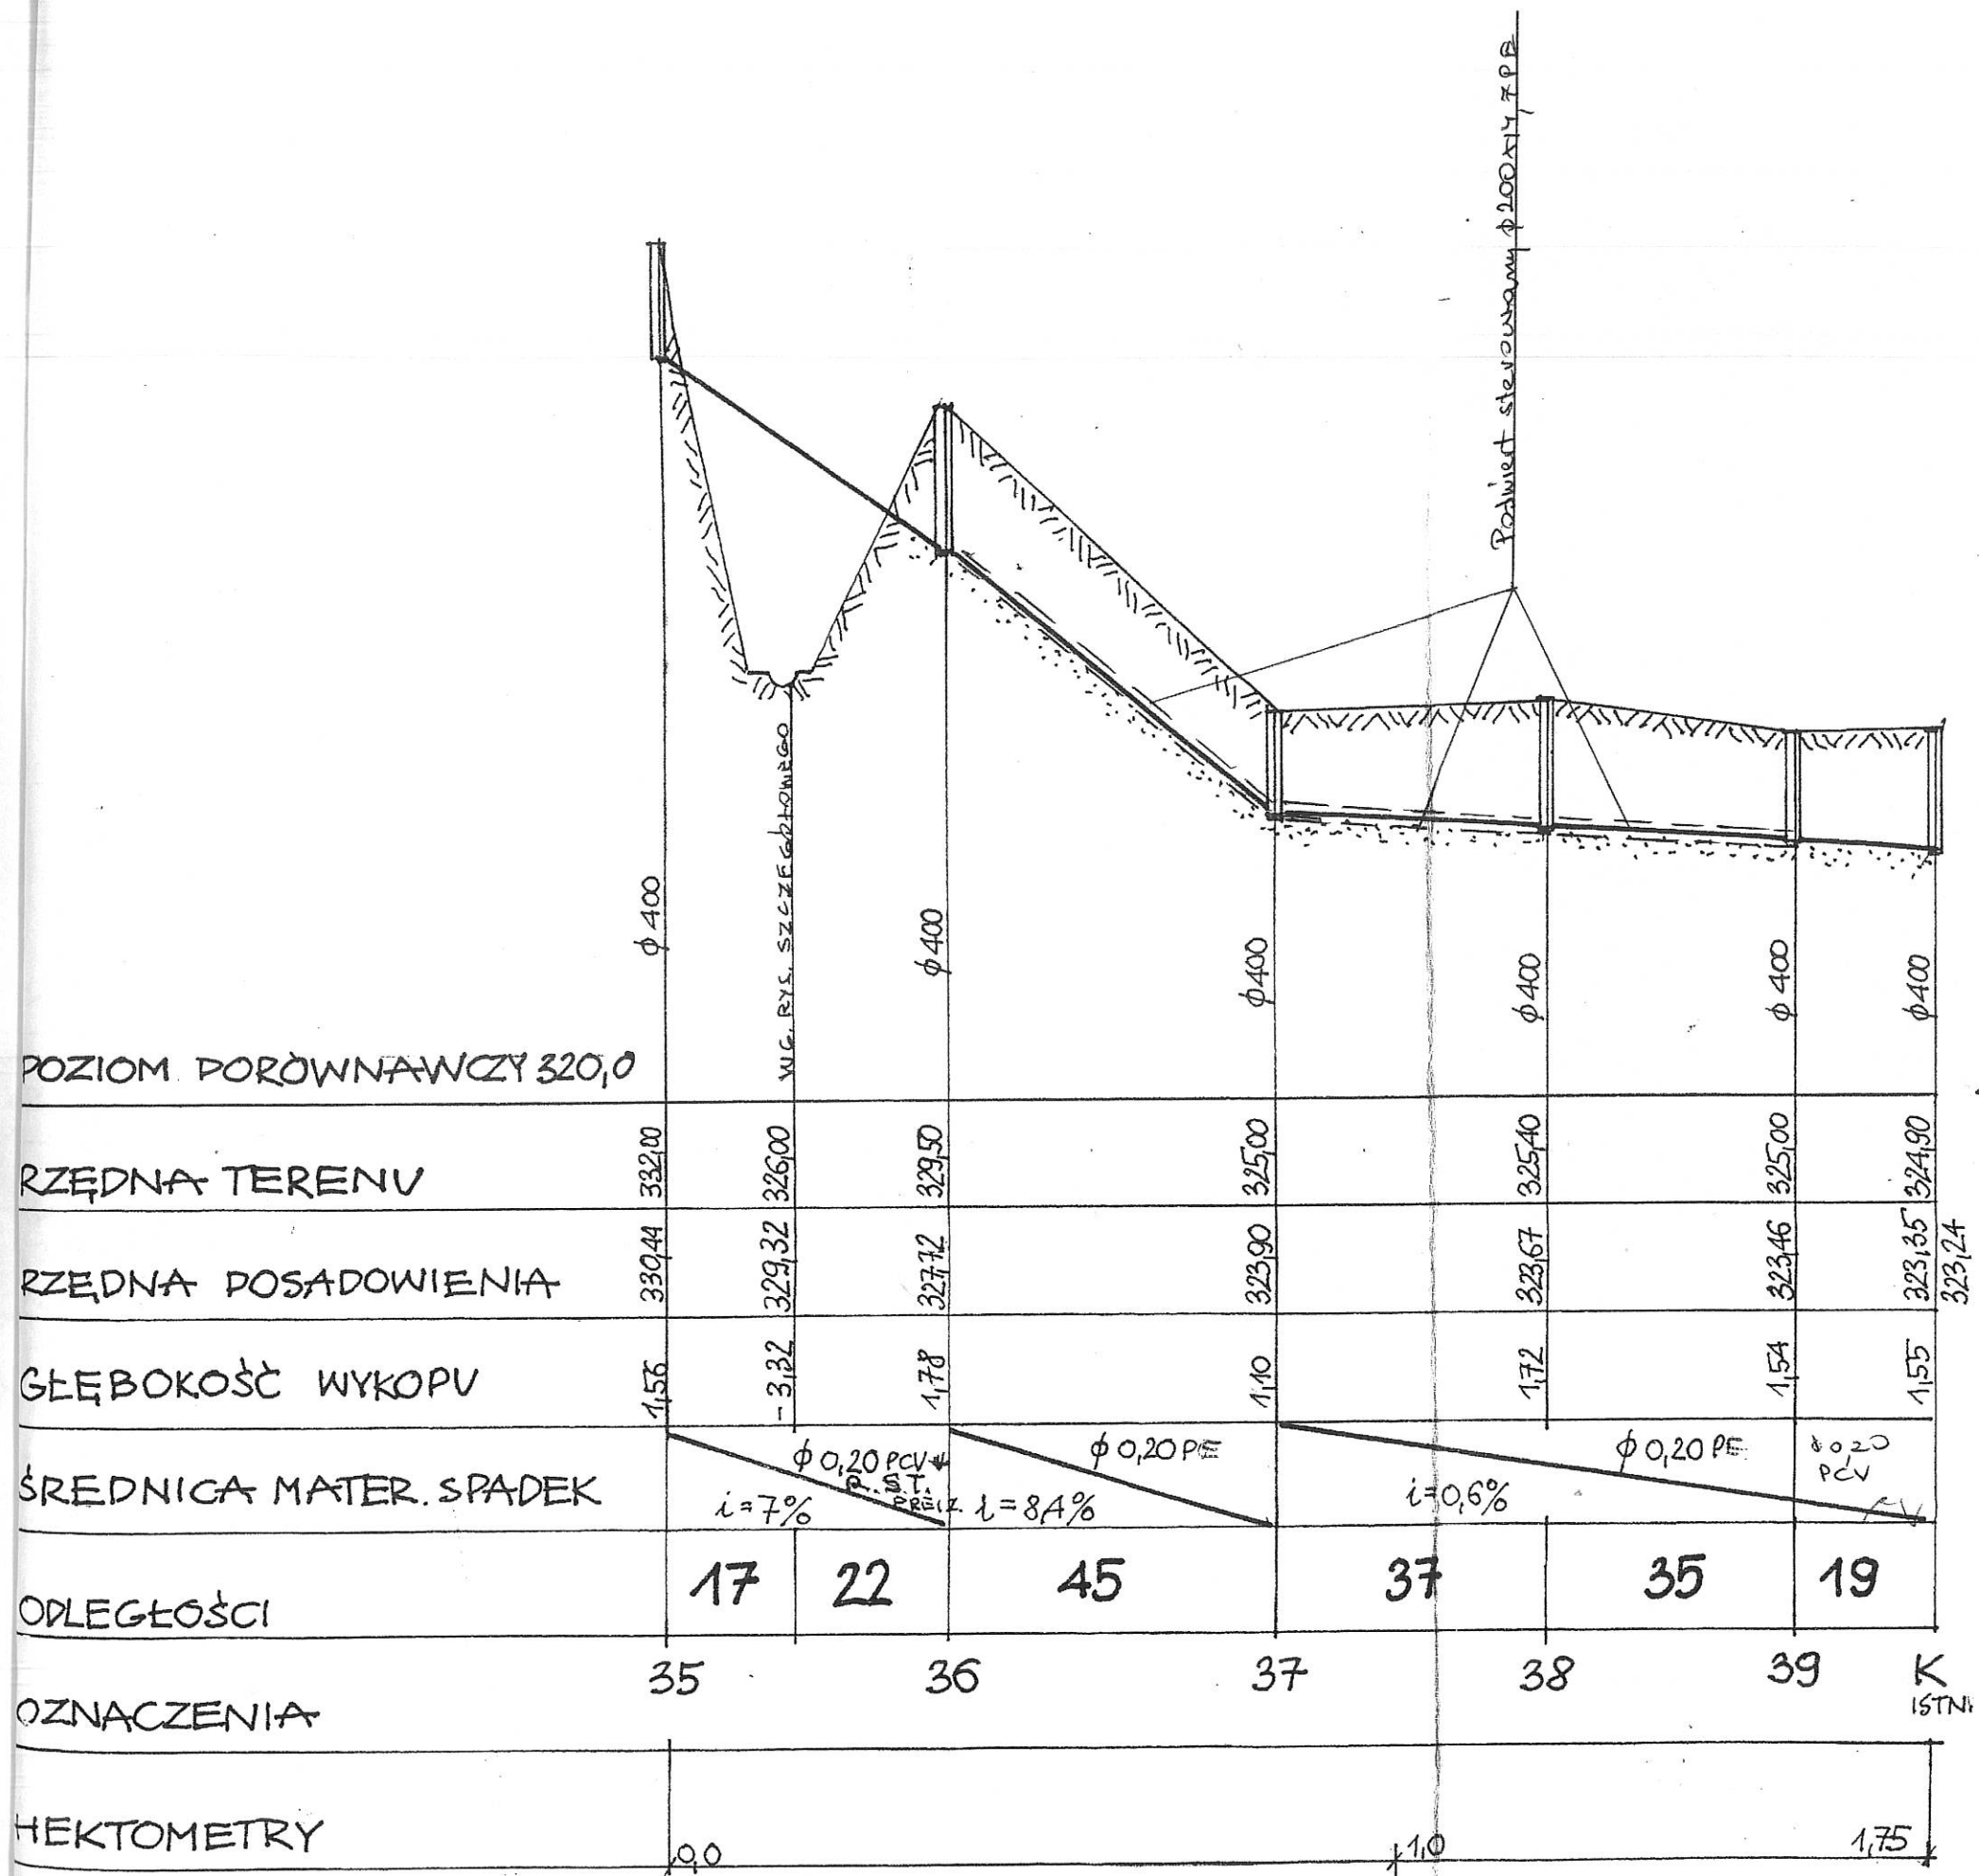 Podwiert sterowany ϕ200x14,7PE
WG. RYS. SZCZEGÓŁOWEGO
ϕ400 ϕ400 ϕ400 ϕ400 ϕ400 ϕ400
POZIOM PORÓWNAWCZY 320,0
RZĘDNA TERENU 332,00 326,00 329,50 325,00 325,40 325,00 324,90
RZĘDNA POSADOWIENIA 330,44 329,32 327,72 323,90 323,67 323,46 323,35 323,24
GŁĘBOKOŚĆ WYKOPU 1,56 -3,32 1,78 1,10 1,72 1,54 1,55
ŚREDNICA MATER. SPADEK
ϕ 0,20 PCV+
R.S.T.
PREIZ.
i=7%
ϕ 0,20 PE
i=8,4%
ϕ 0,20 PE
i=0,6%
ϕ 0,20
PCV
ODLEGŁOŚCI 17 22 45 37 35 19
OZNACZENIA 35 36 37 38 39 K
ISTN.
HEKTOMETRY 0,0 1,0 1,75